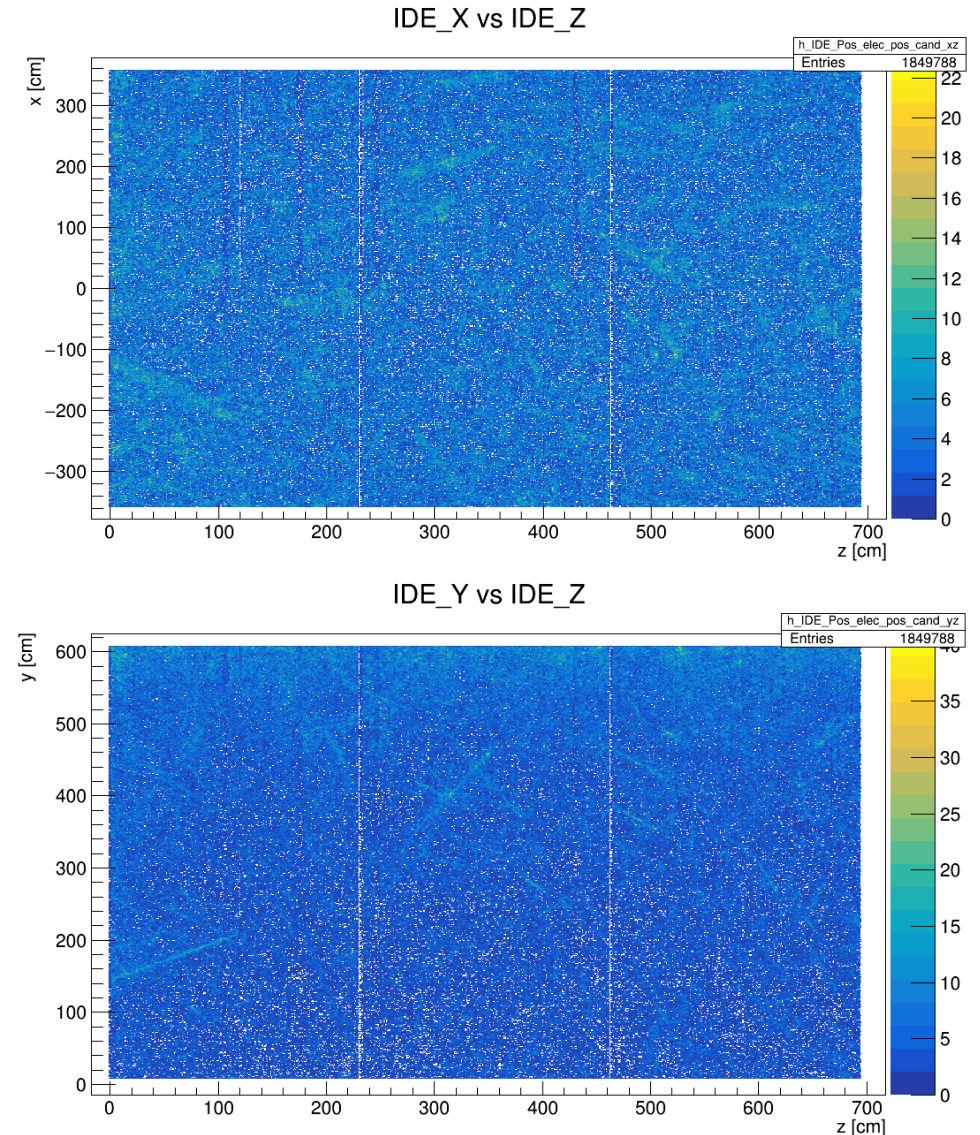 IDE_X vs IDE_Z
h_IDE_Pos_elec_pos_cand_xz
Entries 1849788
x [cm]
300
200
100
0
−100
−200
−300
0 100 200 300 400 500 600 700
z [cm]
22
20
18
16
14
12
10
8
6
4
2
0
IDE_Y vs IDE_Z
h_IDE_Pos_elec_pos_cand_yz
Entries 1849788
y [cm]
600
500
400
300
200
100
0
0 100 200 300 400 500 600 700
z [cm]
35
30
25
20
15
10
5
0